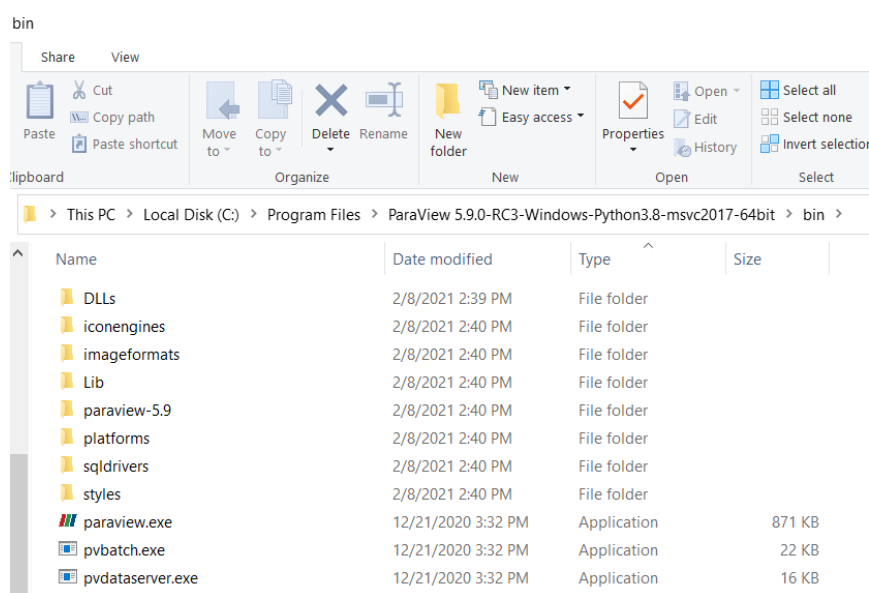 bin
Share View
Cut
Copy path
Paste shortcut
Paste
Move to
Copy to
Delete
Rename
New folder
New item
Easy access
Properties
Open
Edit
History
Select all
Select none
Invert selection
lipboard Organize New Open Select
> This PC > Local Disk (C:) > Program Files > ParaView 5.9.0-RC3-Windows-Python3.8-msvc2017-64bit > bin >
Name Date modified Type Size
DLLs 2/8/2021 2:39 PM File folder
iconengines 2/8/2021 2:40 PM File folder
imageformats 2/8/2021 2:40 PM File folder
Lib 2/8/2021 2:40 PM File folder
paraview-5.9 2/8/2021 2:40 PM File folder
platforms 2/8/2021 2:40 PM File folder
sqldrivers 2/8/2021 2:40 PM File folder
styles 2/8/2021 2:40 PM File folder
paraview.exe 12/21/2020 3:32 PM Application 871 KB
pvbatch.exe 12/21/2020 3:32 PM Application 22 KB
pvdataserver.exe 12/21/2020 3:32 PM Application 16 KB